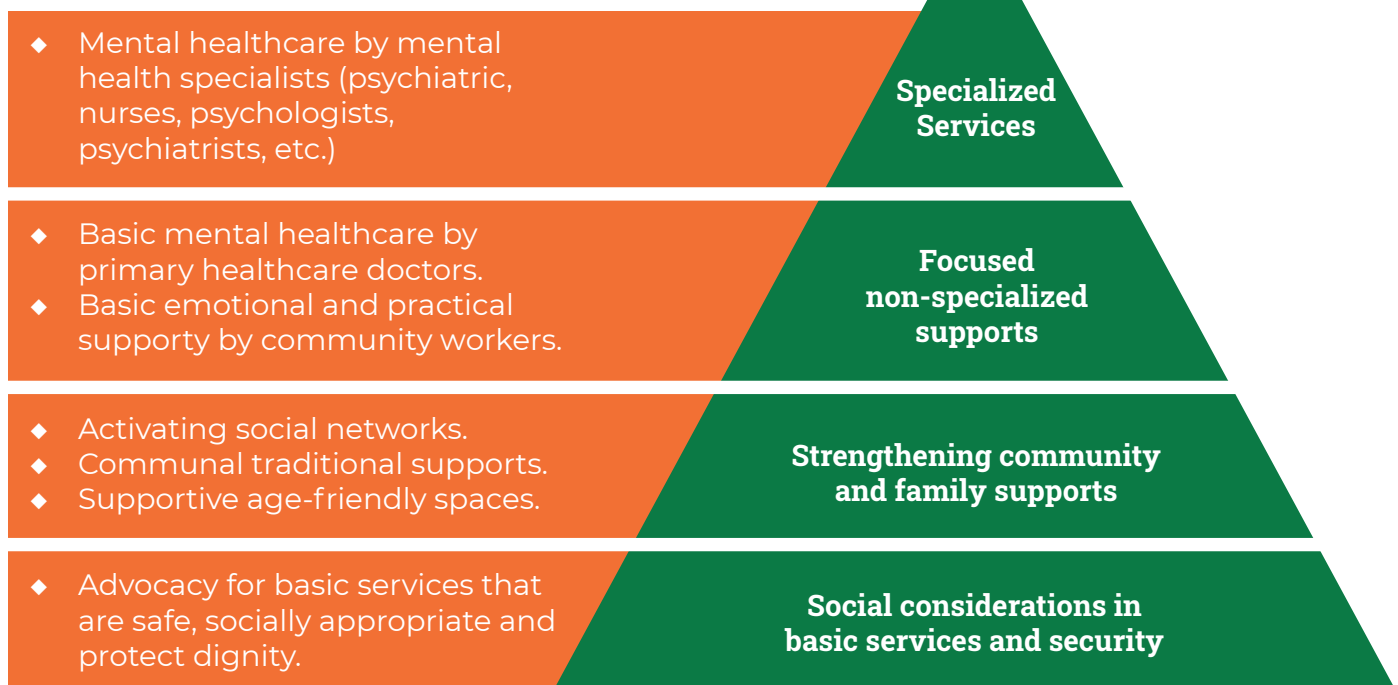 ◆ Mental healthcare by mental
health specialists (psychiatric,
nurses, psychologists,
psychiatrists, etc.)
Specialized
Services
◆ Basic mental healthcare by
primary healthcare doctors.
◆ Basic emotional and practical
supporty by community workers.
Focused
non-specialized
supports
◆ Activating social networks.
◆ Communal traditional supports.
◆ Supportive age-friendly spaces.
Strengthening community
and family supports
◆ Advocacy for basic services that
are safe, socially appropriate and
protect dignity.
Social considerations in
basic services and security